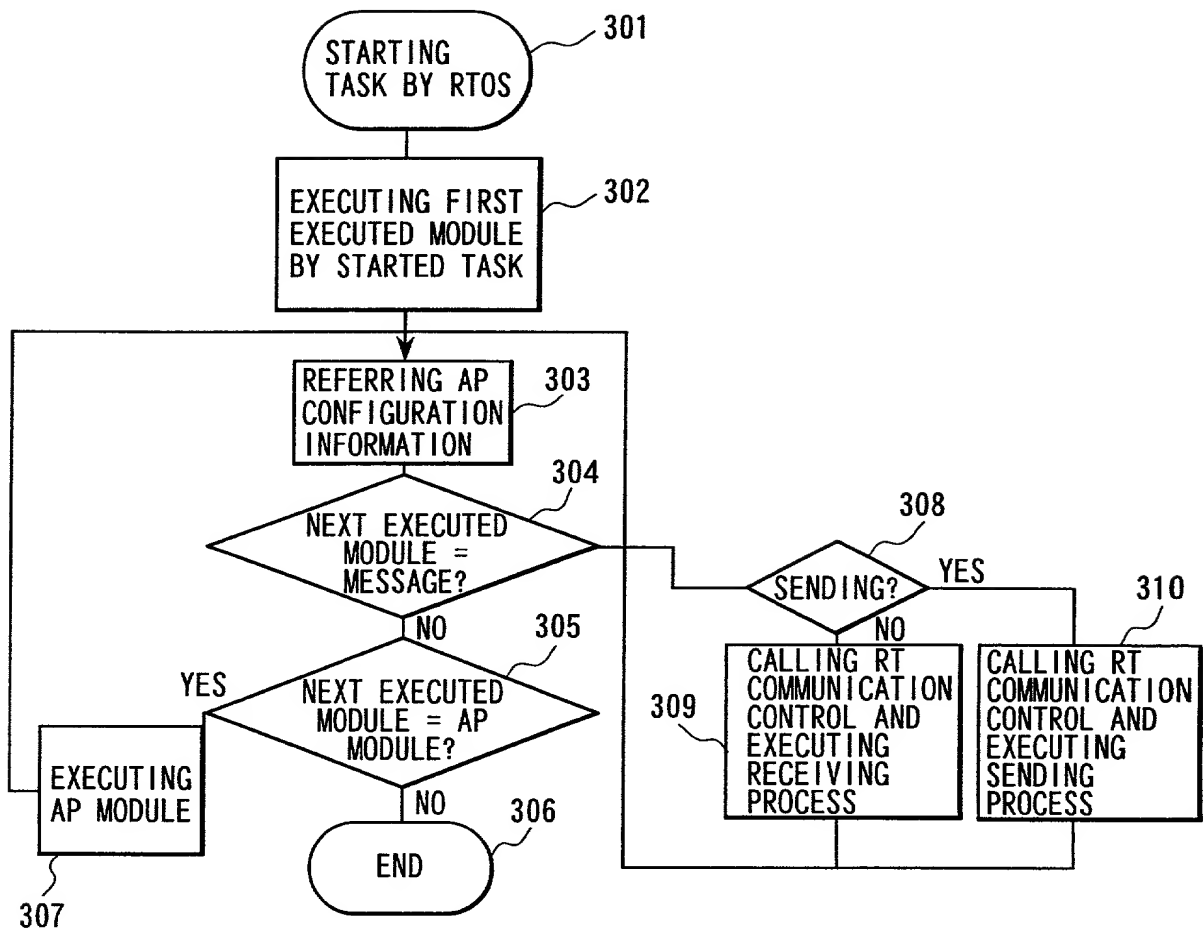 301
STARTING
TASK BY RTOS
302
EXECUTING FIRST
EXECUTED MODULE
BY STARTED TASK
303
REFERRING AP
CONFIGURATION
INFORMATION
304
NEXT EXECUTED
MODULE =
MESSAGE?
NO
305
YES
NEXT EXECUTED
MODULE = AP
MODULE?
NO
306
END
EXECUTING
AP MODULE
307
308
SENDING?
YES
NO
309
CALLING RT
COMMUNICATION
CONTROL AND
EXECUTING
RECEIVING
PROCESS
310
CALLING RT
COMMUNICATION
CONTROL AND
EXECUTING
SENDING
PROCESS